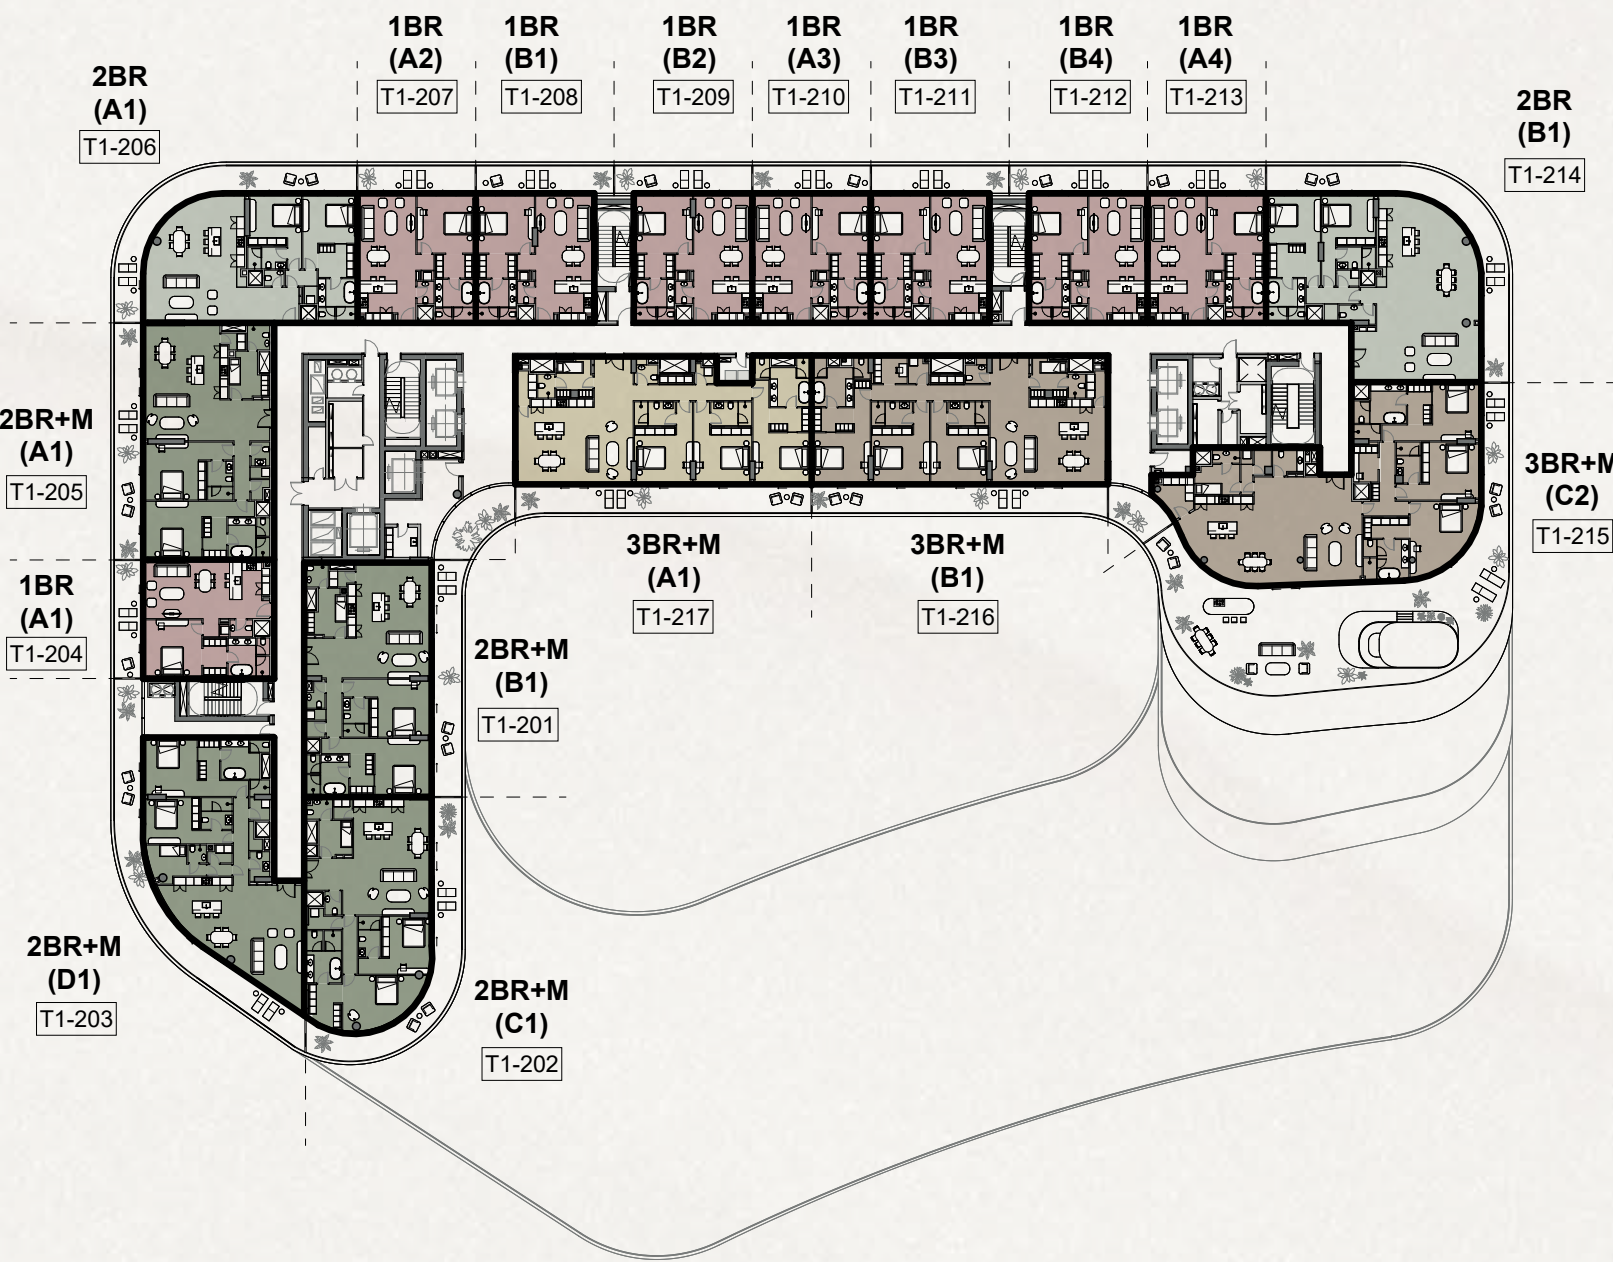 1BR
(A2)
T1-207
1BR
(B1)
T1-208
1BR
(B2)
T1-209
1BR
(A3)
T1-210
1BR
(B3)
T1-211
1BR
(B4)
T1-212
1BR
(A4)
T1-213
2BR
(A1)
T1-206
2BR
(B1)
T1-214
2BR+M
(A1)
T1-205
3BR+M
(C2)
T1-215
3BR+M
(A1)
T1-217
3BR+M
(B1)
T1-216
1BR
(A1)
T1-204
2BR+M
(B1)
T1-201
2BR+M
(D1)
T1-203
2BR+M
(C1)
T1-202